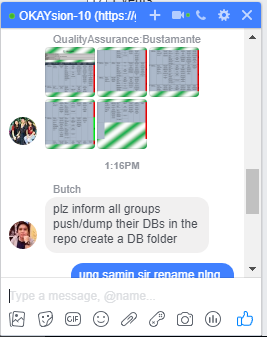 OKAYsion-10 (https://g
QualityAssurance:Bustamante
1:16PM
Butch
plz inform all groups
push/dump their DBs in the
repo create a DB folder
ung samin sir rename nlng
Type a message, @name...
GIF